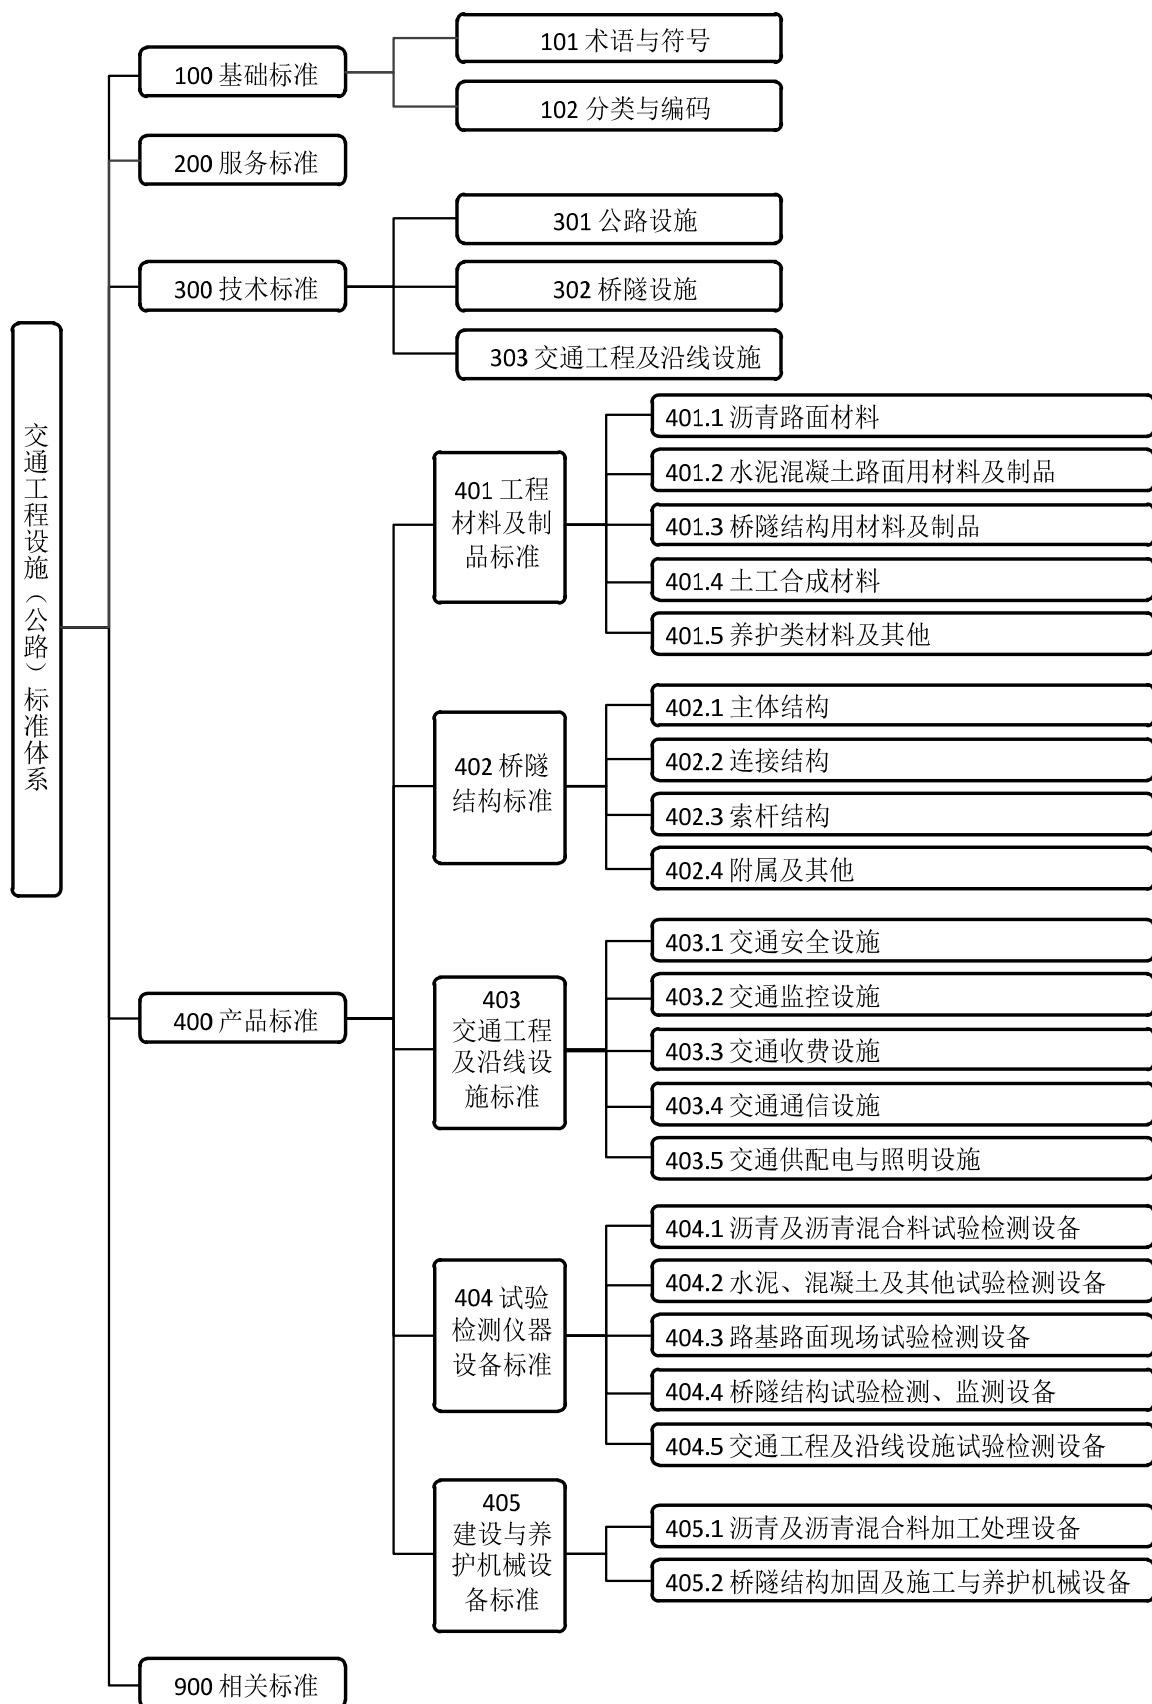 交通工程设施（公路）标准体系
100 基础标准
101 术语与符号
102 分类与编码
200 服务标准
300 技术标准
301 公路设施
302 桥隧设施
303 交通工程及沿线设施
400 产品标准
401 工程
材料及制
品标准
401.1 沥青路面材料
401.2 水泥混凝土路面用材料及制品
401.3 桥隧结构用材料及制品
401.4 土工合成材料
401.5 养护类材料及其他
402 桥隧
结构标准
402.1 主体结构
402.2 连接结构
402.3 索杆结构
402.4 附属及其他
403
交通工程
及沿线设
施标准
403.1 交通安全设施
403.2 交通监控设施
403.3 交通收费设施
403.4 交通通信设施
403.5 交通供配电与照明设施
404 试验
检测仪器
设备标准
404.1 沥青及沥青混合料试验检测设备
404.2 水泥、混凝土及其他试验检测设备
404.3 路基路面现场试验检测设备
404.4 桥隧结构试验检测、监测设备
404.5 交通工程及沿线设施试验检测设备
405
建设与养
护机械设
备标准
405.1 沥青及沥青混合料加工处理设备
405.2 桥隧结构加固及施工与养护机械设备
900 相关标准